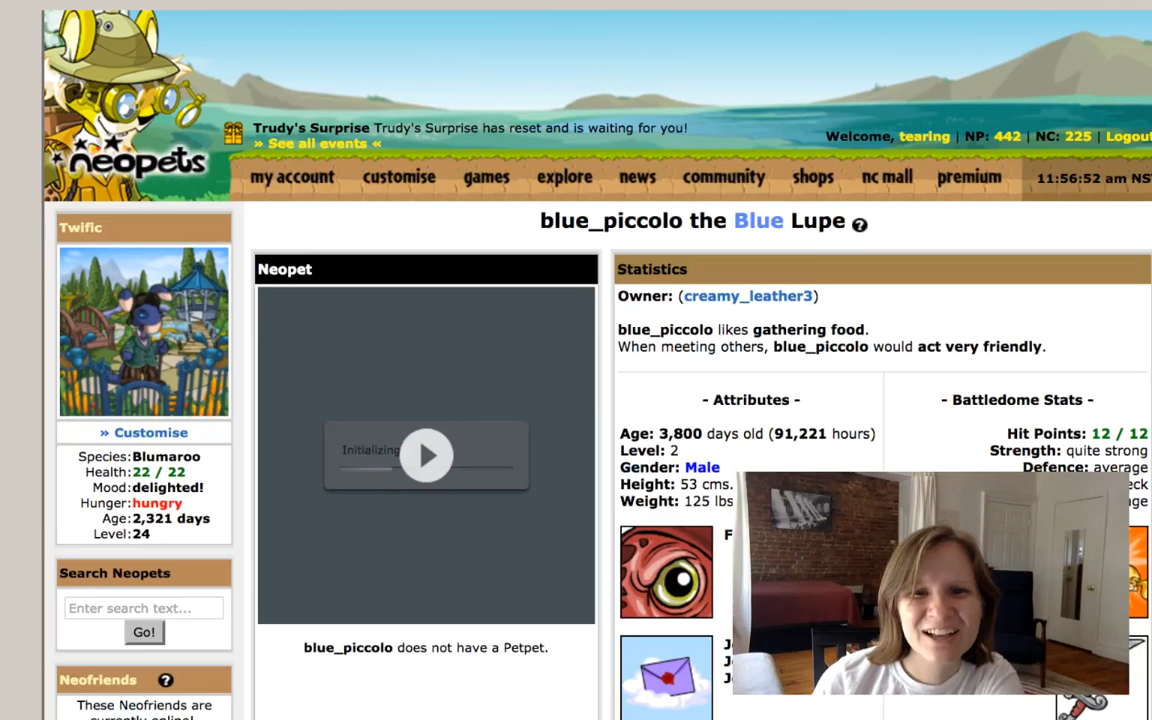 Trudy's Surprise Trudy's Surprise has reset and is waiting for you!
» See all events «
Welcome, tearing | NP: 442 | NC: 225 | Logout
neopets
my account customise games explore news community shops nc mall premium 11:56:52 am
blue_piccolo the Blue Lupe ?
Twific
» Customise
Species: Blumaroo
Health: 22 / 22
Mood: delighted!
Hunger: hungry
Age: 2,321 days
Level: 24
Search Neopets
Enter search text...
Go!
Neofriends ?
These Neofriends are
currently online!
Neopet
Initializing
blue_piccolo does not have a Petpet.
Statistics
Owner: (creamy_leather3)
blue_piccolo likes gathering food.
When meeting others, blue_piccolo would act very friendly.
- Attributes -
Age: 3,800 days old (91,221 hours)
Level: 2
Gender: Male
Height: 53 cms.
Weight: 125 lbs
- Battledome Stats -
Hit Points: 12 / 12
Strength: quite strong
Defence: average